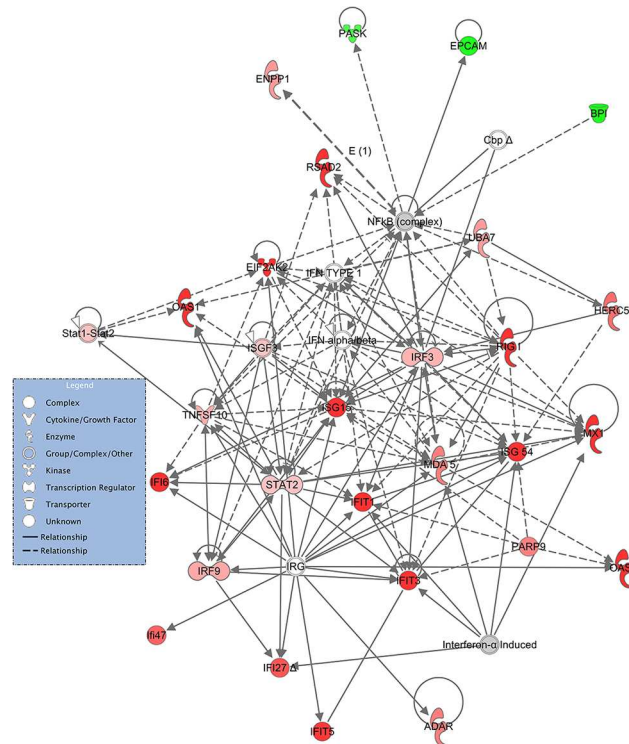 PASK
EPCAM
ENPP1
BPI
Cbp Δ
E (1)
RSAD2
NFkB (complex)
UBA7
EIF2AK2
IFN TYPE 1
OAS1
HERC5
Stat1-Stat2
ISGF3
IFN alpha/beta
IRF3
RIG I
Legend
Complex
Cytokine/Growth Factor
Enzyme
Group/Complex/Other
Kinase
Transcription Regulator
Transporter
Unknown
Relationship
Relationship
TNFSF10
ISG15
MX1
ISG 54
MDA 5
IFI6
STAT2
IFIT1
PARP9
IRF9
IRG
IFIT3
Ifi47
Interferon-α Induced
IFI27 Δ
IFIT5
ADAR